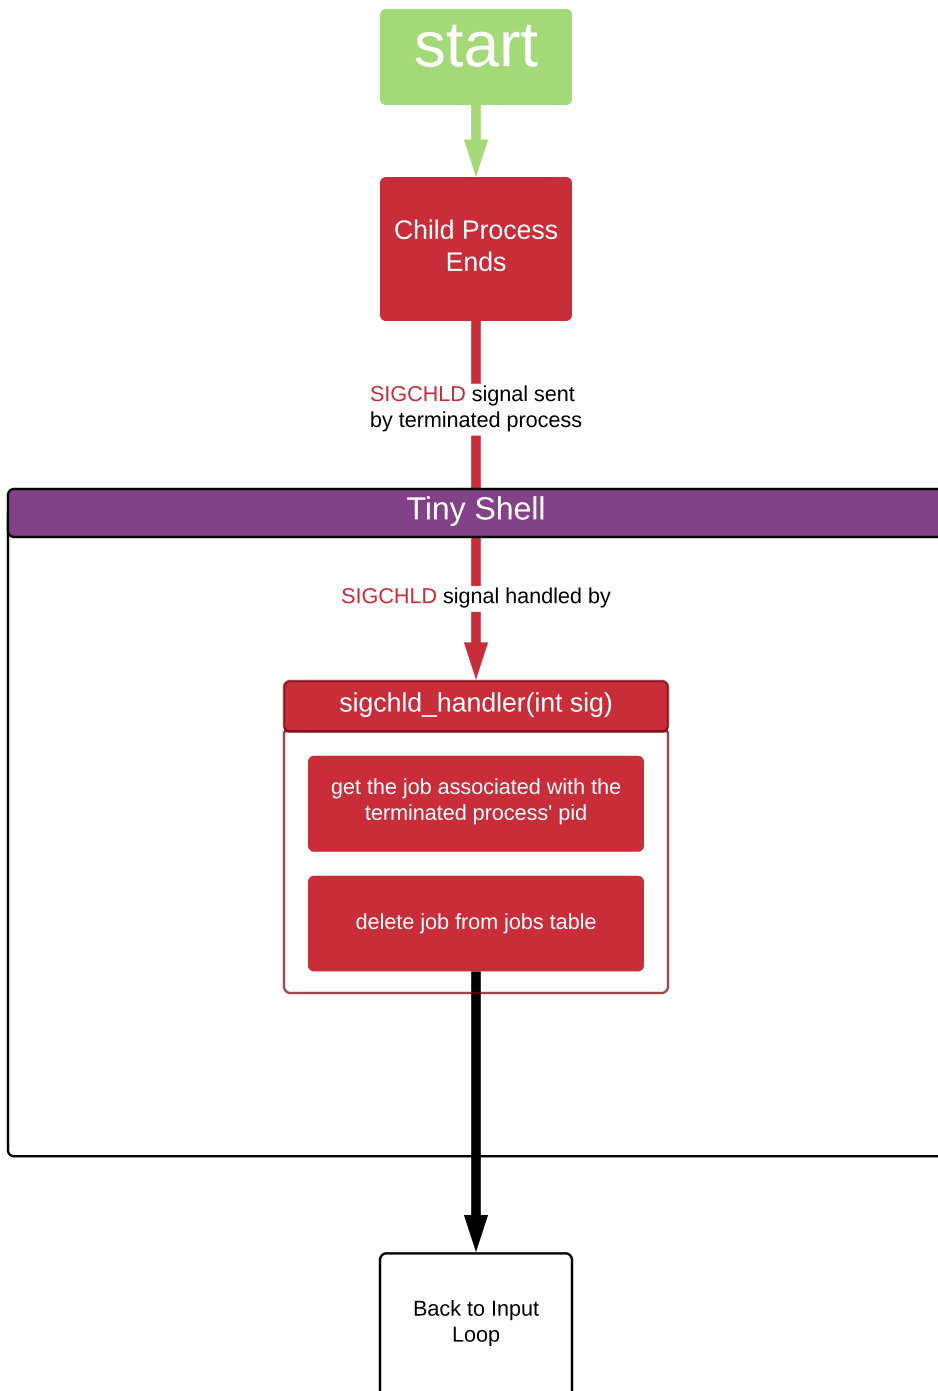 start
Child Process
Ends
SIGCHLD signal sent
by terminated process
Tiny Shell
SIGCHLD signal handled by
sigchld_handler(int sig)
get the job associated with the
terminated process' pid
delete job from jobs table
Back to Input
Loop